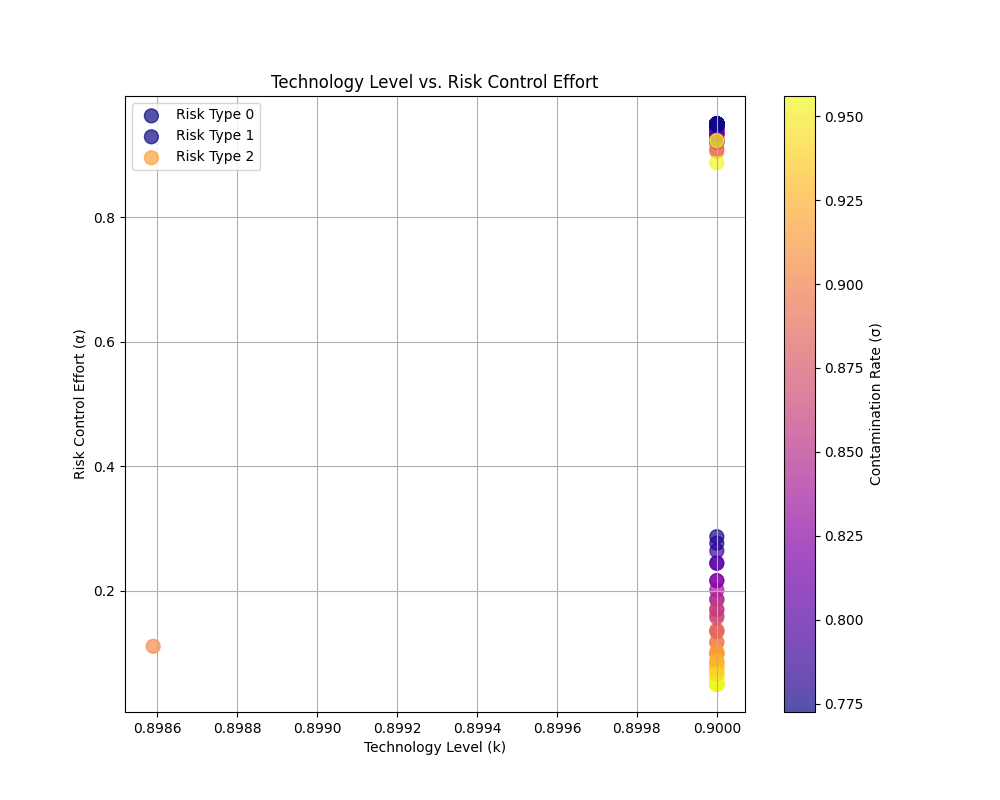 Technology Level vs. Risk Control Effort
Risk Type 0
Risk Type 1
Risk Type 2
Risk Control Effort (α)
0.8
0.6
0.4
0.2
0.8986
0.8988
0.8990
0.8992
0.8994
0.8996
0.8998
0.9000
Technology Level (k)
0.950
0.925
0.900
0.875
0.850
0.825
0.800
0.775
Contamination Rate (σ)